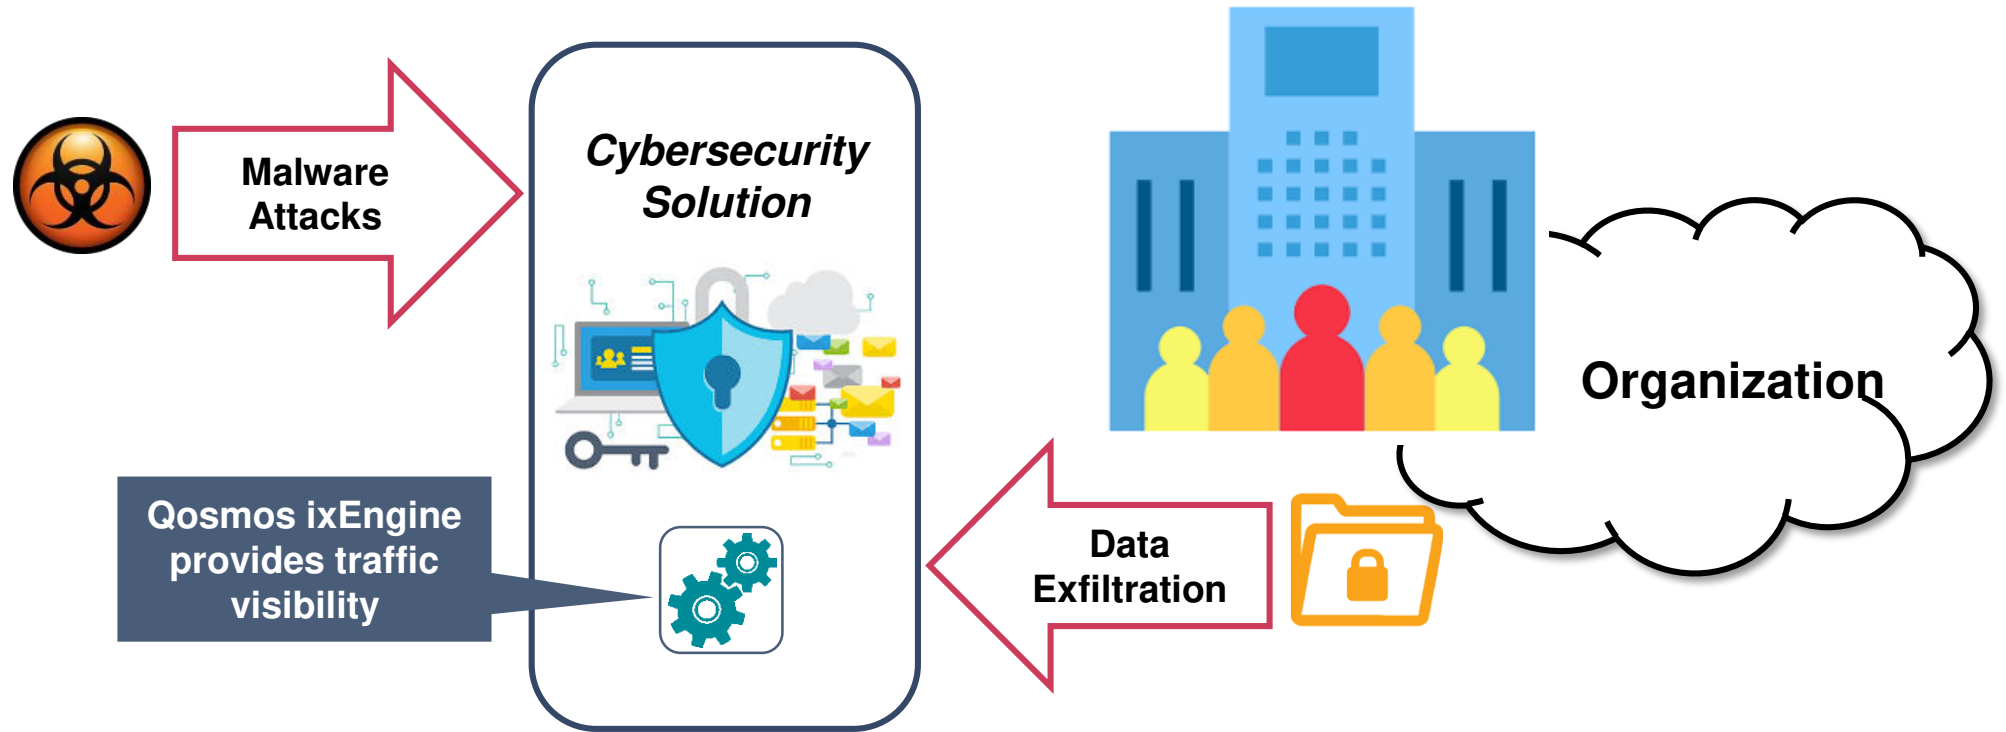 Malware
Attacks
Cybersecurity
Solution
Organization
Qosmos ixEngine
provides traffic
visibility
Data
Exfiltration